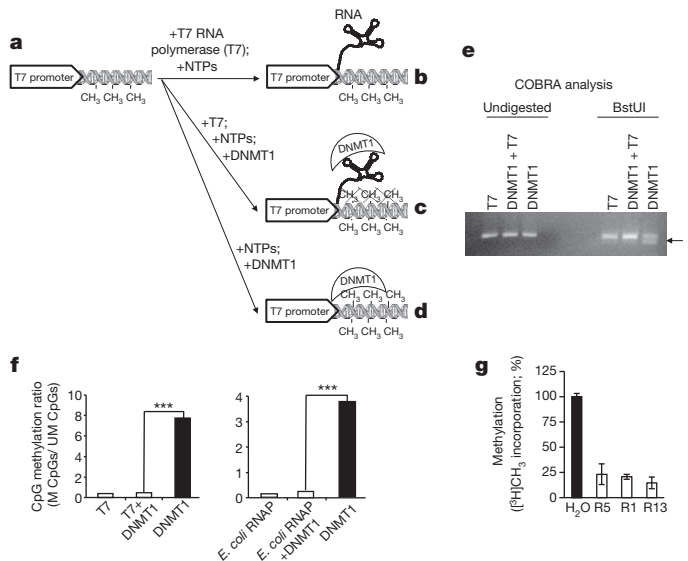 a
+T7 RNA
polymerase (T7);
+NTPs
RNA
T7 promoter
CH3 CH3 CH3
T7 promoter
CH3 CH3 CH3
b
+T7;
+NTPs;
+DNMT1
DNMT1
CH3 CH3 CH3
T7 promoter
CH3 CH3 CH3
c
+NTPs;
+DNMT1
DNMT1
CH3 CH3 CH3
T7 promoter
CH3 CH3 CH3
d
e
COBRA analysis
Undigested
BstUI
T7
DNMT1 + T7
DNMT1
T7
DNMT1 + T7
DNMT1
f
CpG methylation ratio
(M CpGs/ UM CpGs)
10
8
6
4
2
0
***
T7
T7+
DNMT1
DNMT1
4
3
2
1
0
***
E. coli RNAP
E. coli RNAP
+DNMT1
DNMT1
g
Methylation
([3H]CH3 incorporation; %)
125
100
75
50
25
0
H2O R5 R1 R13